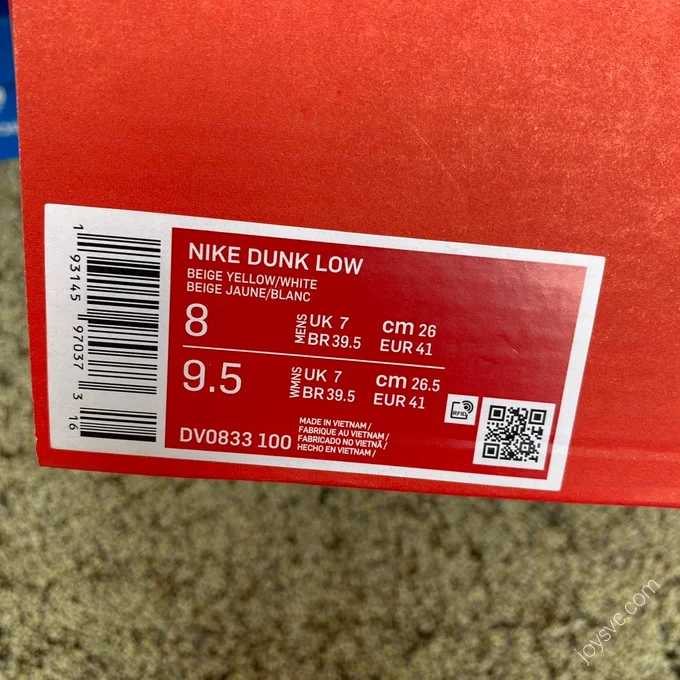 NIKE DUNK LOW
BEIGE YELLOW/WHITE
BEIGE JAUNE/BLANC
8
MENS
UK 7
BR 39.5
cm 26
EUR 41
9.5
WMNS
UK 7
BR 39.5
cm 26.5
EUR 41
DV0833 100
MADE IN VIETNAM /
FABRIQUE AU VIETNAM /
FABRICADO NO VIETNÃ /
HECHO EN VIETNAM /
RFID
1 93145 97037 3 16
joysvc.com